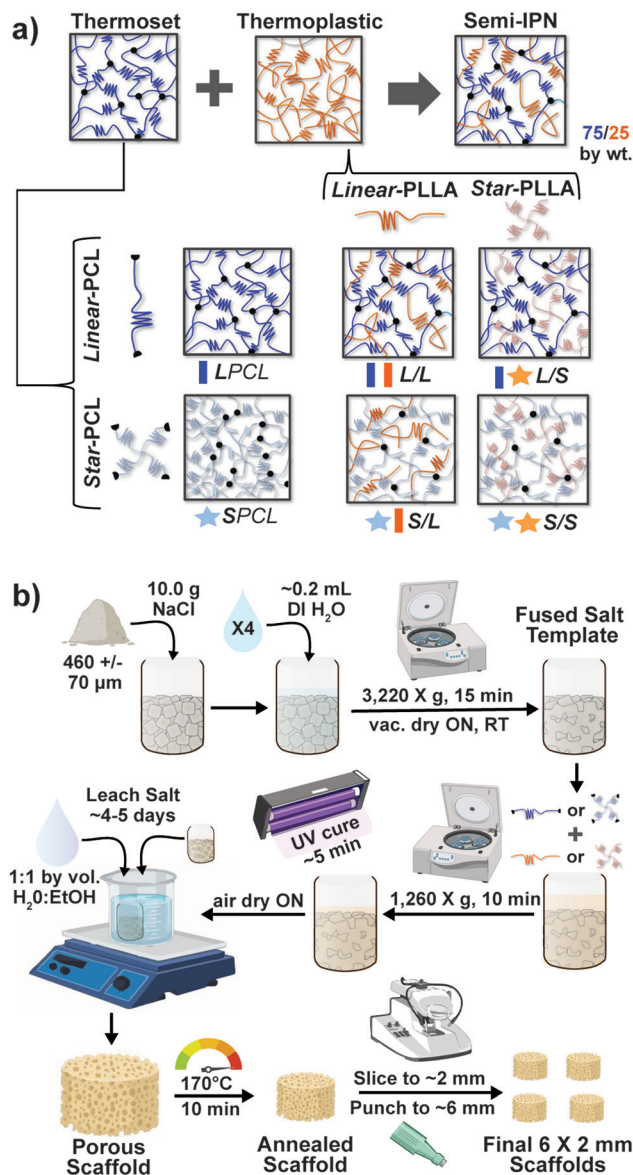 a)
Thermoset
Thermoplastic
Semi-IPN
75/25
by wt.
Linear-PLLA
Star-PLLA
Linear-PCL
LPCL
L/L
L/S
Star-PCL
SPCL
S/L
S/S
b)
10.0 g
NaCl
~0.2 mL
DI H₂O
X4
460 +/-
70 µm
3,220 X g, 15 min
vac. dry ON, RT
Fused Salt
Template
Leach Salt
~4-5 days
1:1 by vol.
H₂0:EtOH
UV cure
~5 min
or
+
or
air dry ON
1,260 X g, 10 min
170°C
10 min
Slice to ~2 mm
Punch to ~6 mm
Porous
Scaffold
Annealed
Scaffold
Final 6 X 2 mm
Scaffolds